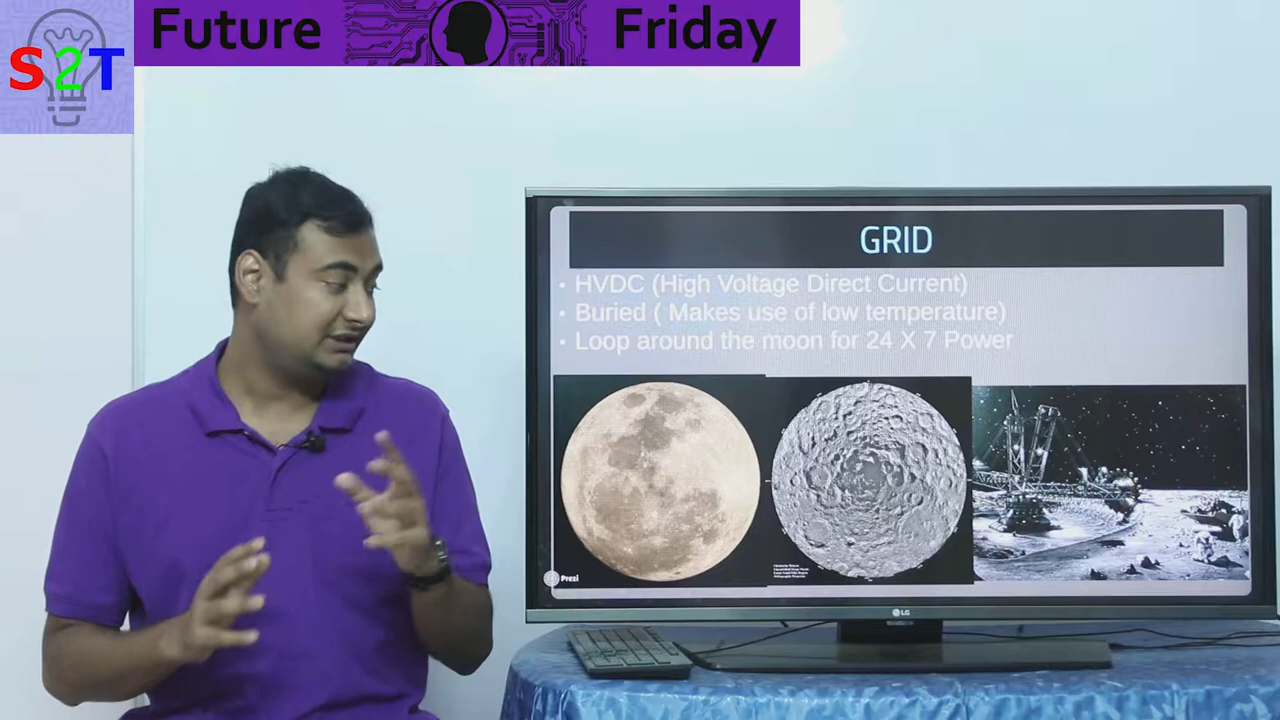 Future Friday
S2T
GRID
• HVDC (High Voltage Direct Current)
• Buried ( Makes use of low temperature)
• Loop around the moon for 24 X 7 Power
Prezi
LG